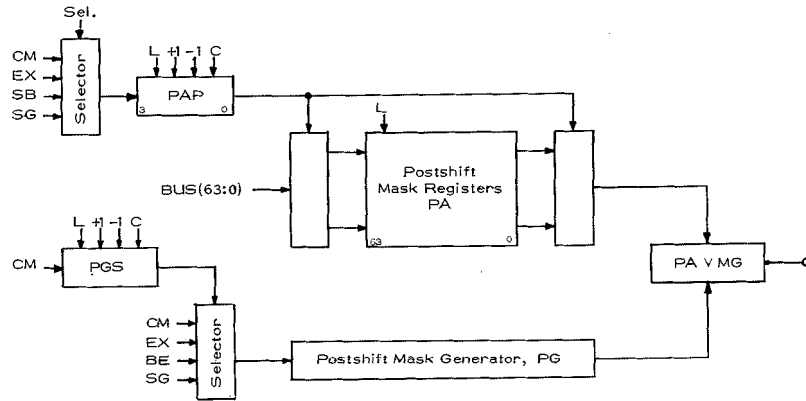 Sel.
L +1 -1 C
CM
EX
SB
SG
Selector
PAP
3 0
L
BUS(63:0)
Postshift
Mask Registers
PA
63 0
L +1 -1 C
CM
PGS
PA V MG
CM
EX
BE
SG
Selector
Postshift Mask Generator, PG